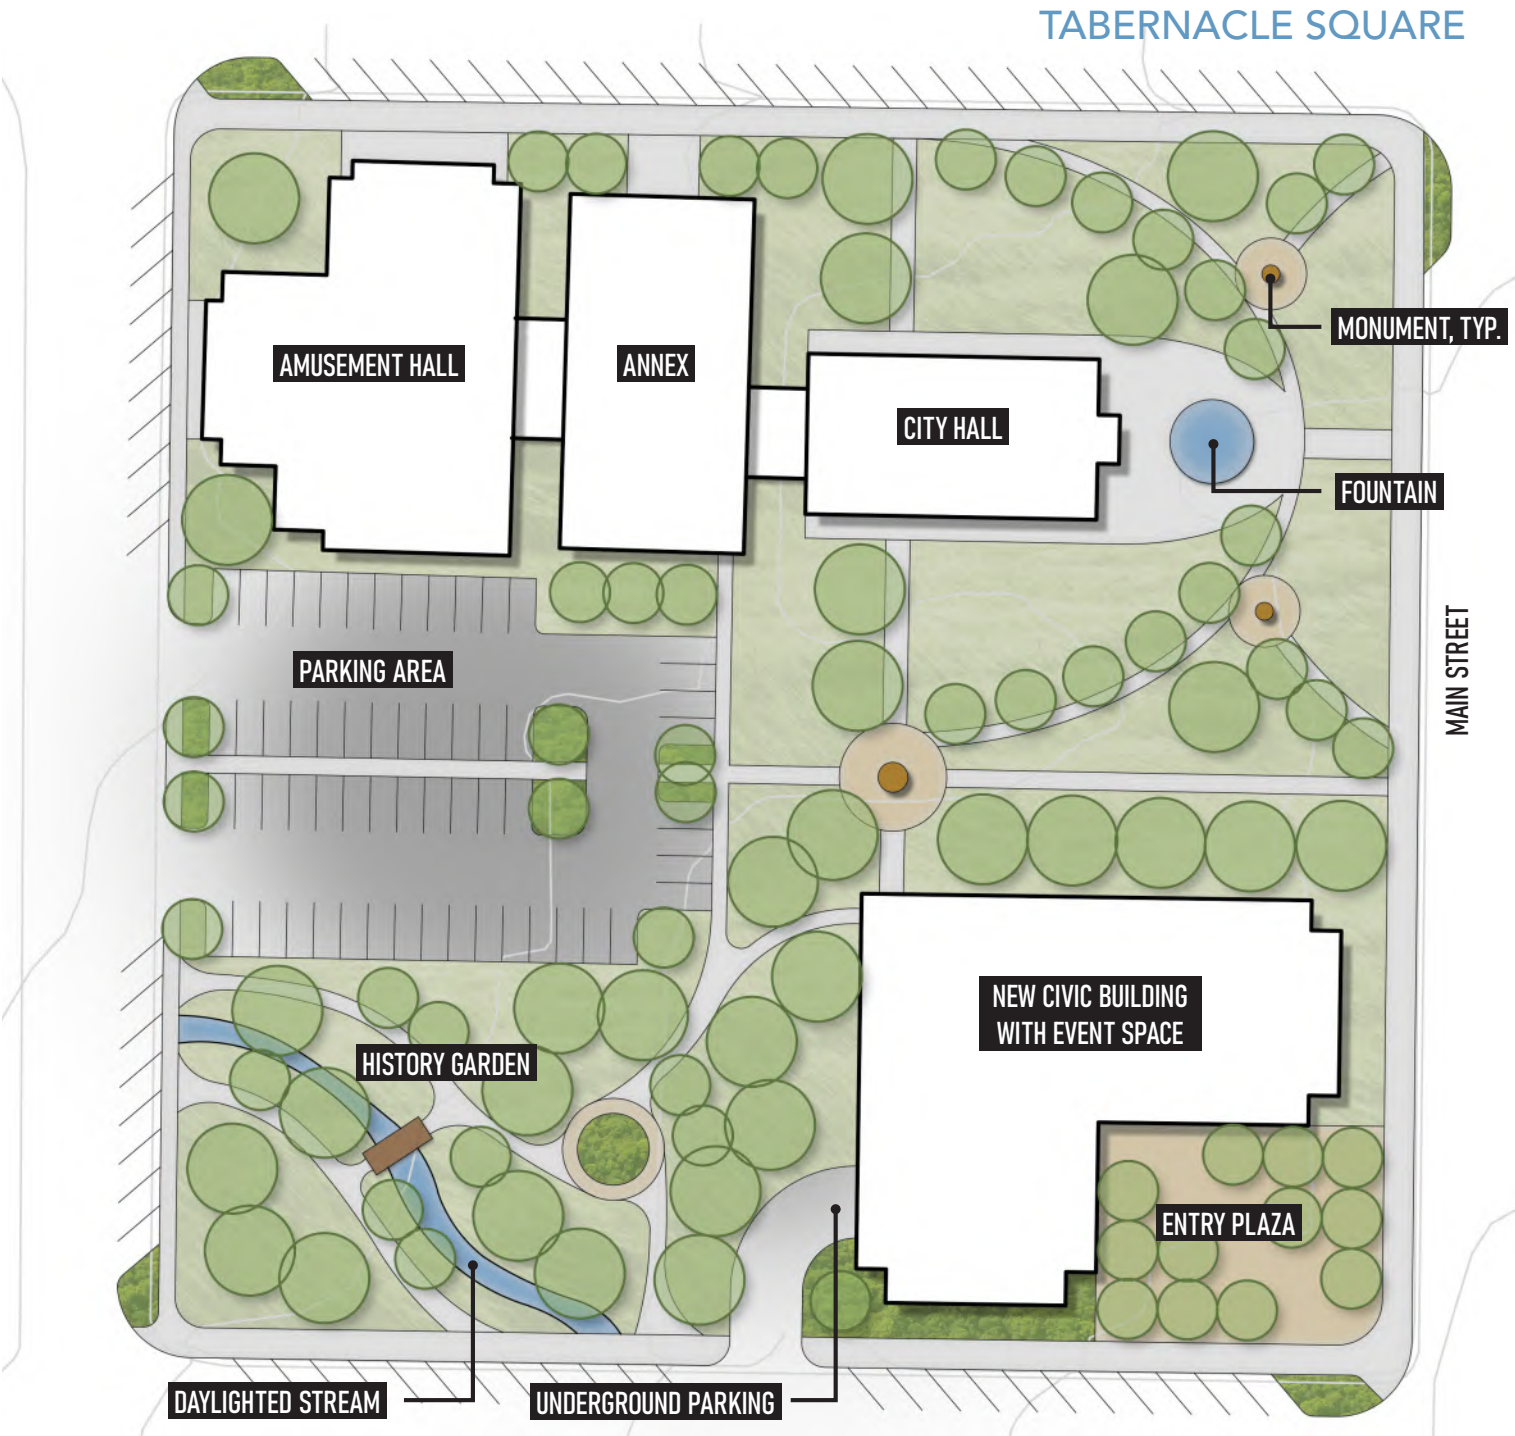 TABERNACLE SQUARE
MONUMENT, TYP.
AMUSEMENT HALL
ANNEX
CITY HALL
FOUNTAIN
MAIN STREET
PARKING AREA
NEW CIVIC BUILDING
WITH EVENT SPACE
HISTORY GARDEN
ENTRY PLAZA
DAYLIGHTED STREAM
UNDERGROUND PARKING